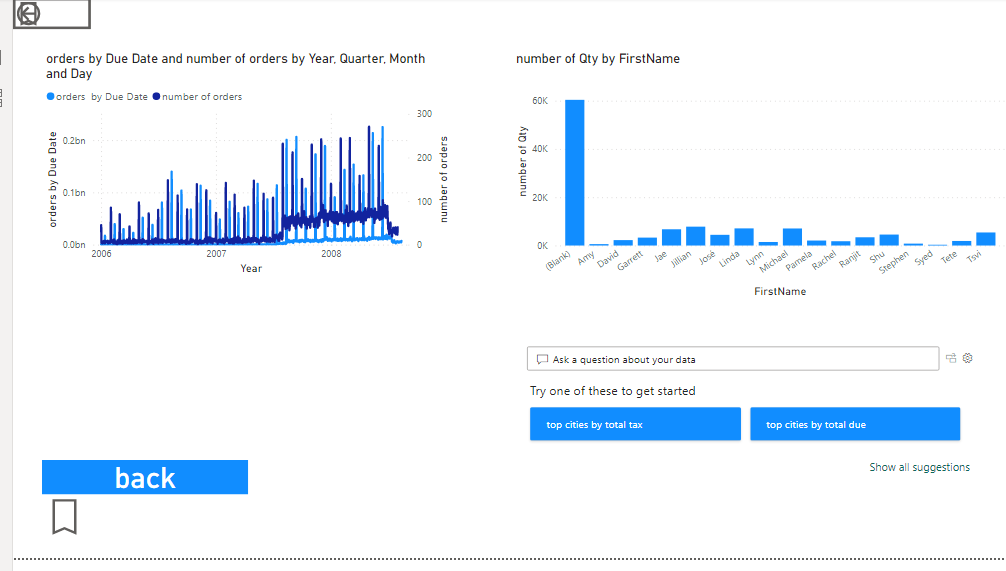 orders by Due Date and number of orders by Year, Quarter, Month
and Day
orders by Due Date number of orders
orders by Due Date
0.2bn
0.1bn
0.0bn
300
200
100
0
number of orders
2006 2007 2008
Year
number of Qty by FirstName
number of Qty
60K
40K
20K
0K
(Blank) Amy David Garrett Jae Jillian José Linda Lynn Michael Pamela Rachel Ranjit Shu Stephen Syed Tete Tsvi
FirstName
Ask a question about your data
Try one of these to get started
top cities by total tax top cities by total due
Show all suggestions
back